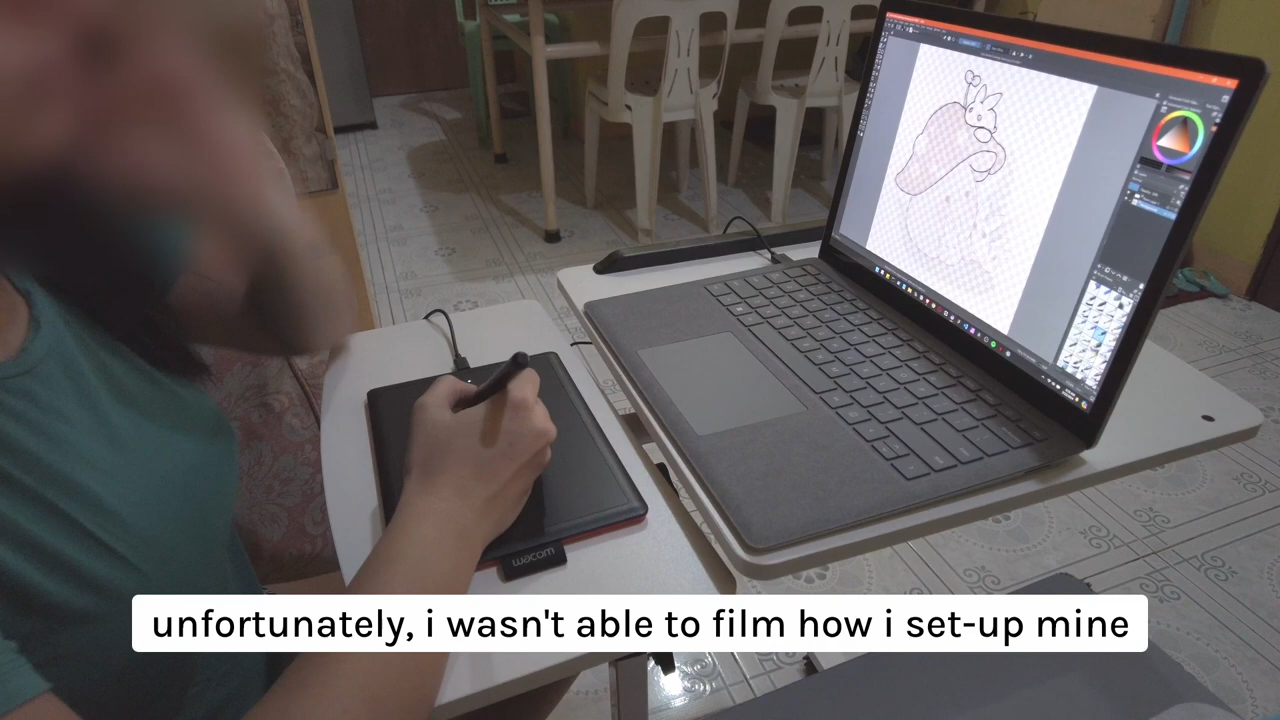 wacom
unfortunately, i wasn't able to film how i set-up mine